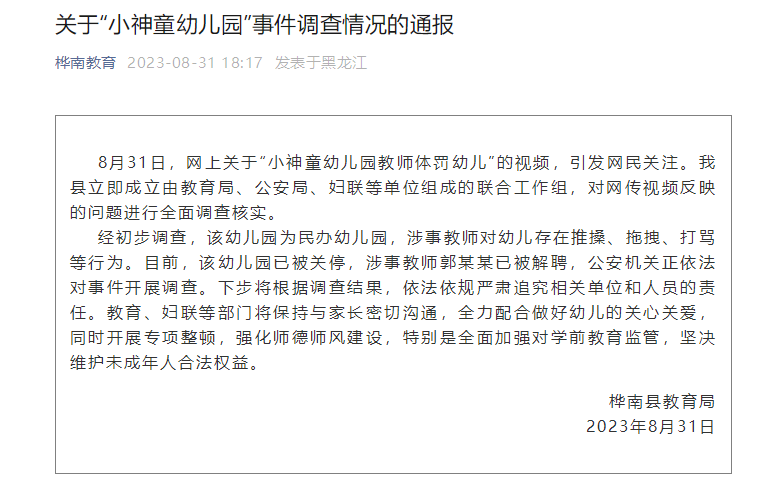 关于“小神童幼儿园”事件调查情况的通报
桦南教育 2023-08-31 18:17 发表于黑龙江
8月31日，网上关于“小神童幼儿园教师体罚幼儿”的视频，引发网民关注。我
县立即成立由教育局、公安局、妇联等单位组成的联合工作组，对网传视频反映
的问题进行全面调查核实。
经初步调查，该幼儿园为民办幼儿园，涉事教师对幼儿存在推搡、拖拽、打骂
等行为。目前，该幼儿园已被关停，涉事教师郭某某已被解聘，公安机关正依法
对事件开展调查。下步将根据调查结果，依法依规严肃追究相关单位和人员的责
任。教育、妇联等部门将保持与家长密切沟通，全力配合做好幼儿的关心关爱，
同时开展专项整顿，强化师德师风建设，特别是全面加强对学前教育监管，坚决
维护未成年人合法权益。
桦南县教育局
2023年8月31日